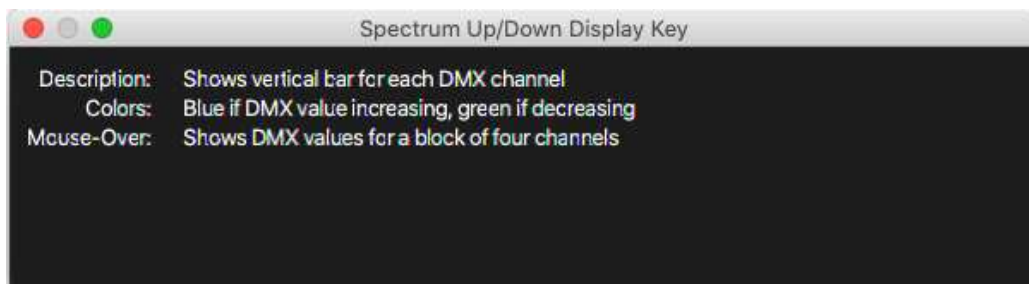 Spectrum Up/Down Display Key
Description: Shows vertical bar for each DMX channel
Colors: Blue if DMX value increasing, green if decreasing
Mouse-Over: Shows DMX values for a block of four channels